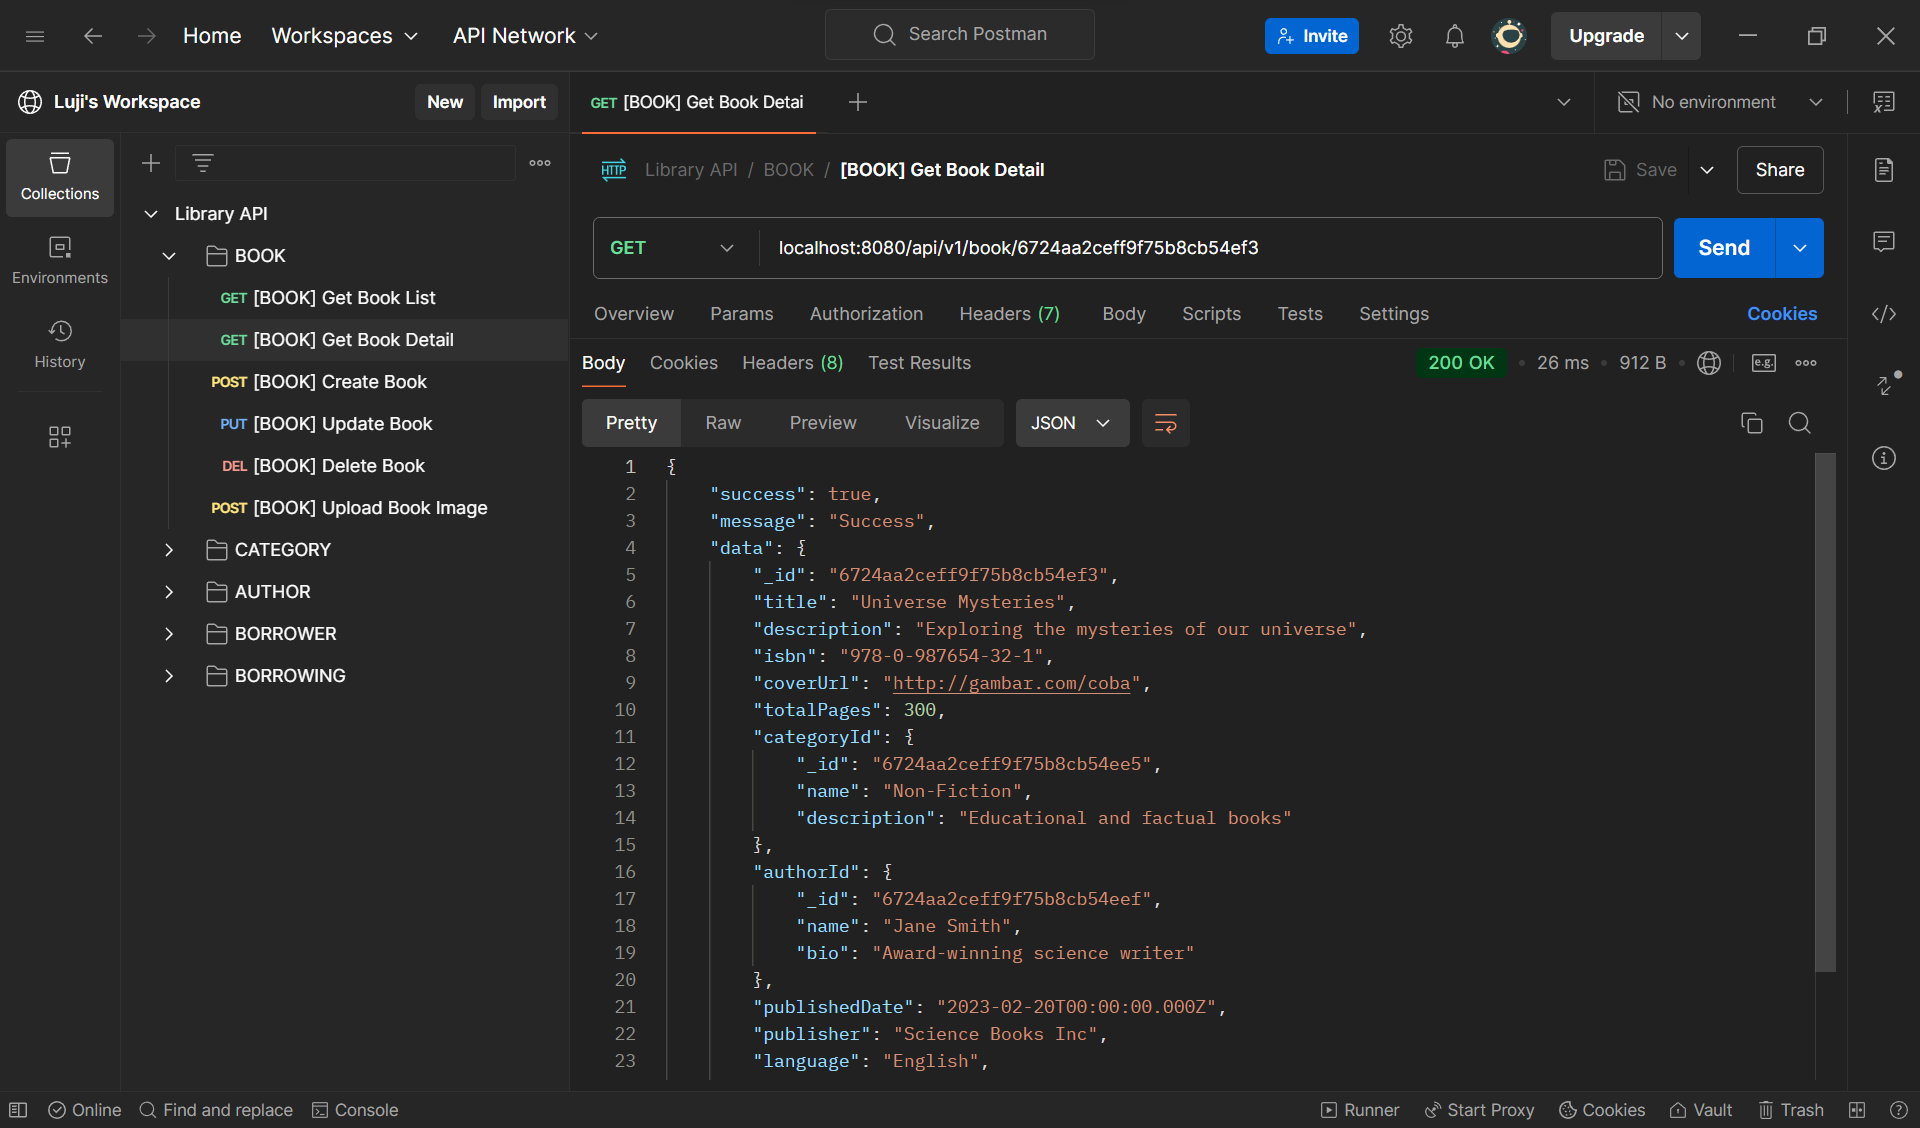 Home Workspaces API Network Search Postman Invite Upgrade
Luji's Workspace New Import
GET [BOOK] Get Book Detai
No environment
Collections
Environments
History
Library API
BOOK
GET [BOOK] Get Book List
GET [BOOK] Get Book Detail
POST [BOOK] Create Book
PUT [BOOK] Update Book
DEL [BOOK] Delete Book
POST [BOOK] Upload Book Image
CATEGORY
AUTHOR
BORROWER
BORROWING
HTTP Library API / BOOK / [BOOK] Get Book Detail Save Share
GET localhost:8080/api/v1/book/6724aa2ceff9f75b8cb54ef3 Send
Overview Params Authorization Headers (7) Body Scripts Tests Settings Cookies
Body Cookies Headers (8) Test Results 200 OK • 26 ms • 912 B • e.g.
Pretty Raw Preview Visualize JSON
1 {
2 "success": true,
3 "message": "Success",
4 "data": {
5 "_id": "6724aa2ceff9f75b8cb54ef3",
6 "title": "Universe Mysteries",
7 "description": "Exploring the mysteries of our universe",
8 "isbn": "978-0-987654-32-1",
9 "coverUrl": "http://gambar.com/coba",
10 "totalPages": 300,
11 "categoryId": {
12 "_id": "6724aa2ceff9f75b8cb54ee5",
13 "name": "Non-Fiction",
14 "description": "Educational and factual books"
15 },
16 "authorId": {
17 "_id": "6724aa2ceff9f75b8cb54eef",
18 "name": "Jane Smith",
19 "bio": "Award-winning science writer"
20 },
21 "publishedDate": "2023-02-20T00:00:00.000Z",
22 "publisher": "Science Books Inc",
23 "language": "English",
Online Find and replace Console Runner Start Proxy Cookies Vault Trash